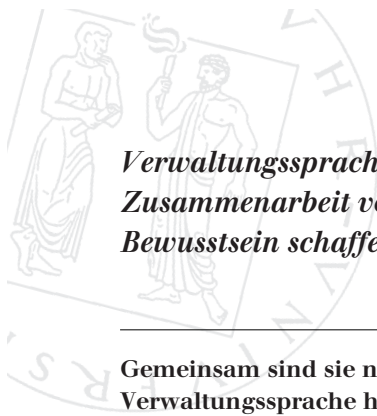 Verwaltungssprach
Zusammenarbeit v
Bewusstsein schaffe
Gemeinsam sind sie n
Verwaltungssprache h